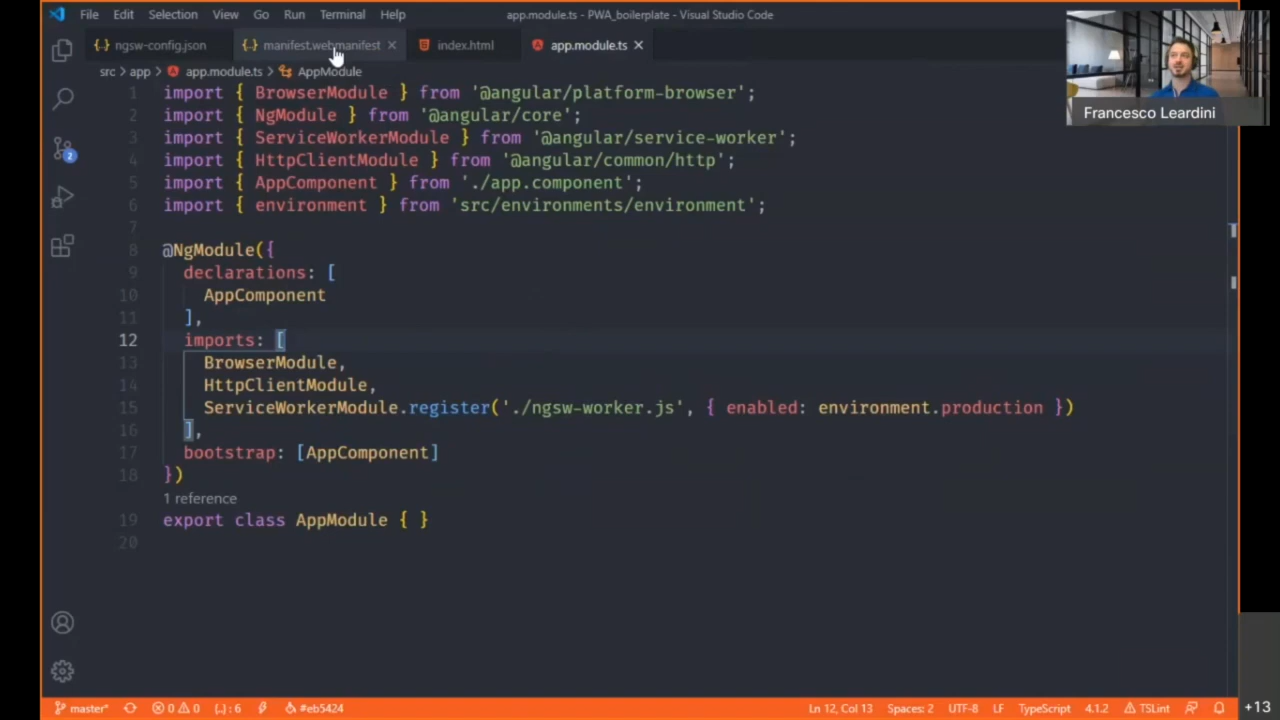 File Edit Selection View Go Run Terminal Help app.module.ts - PWA_boilerplate - Visual Studio Code
ngsw-config.json manifest.webmanifest index.html app.module.ts
src > app > app.module.ts > AppModule
1 import { BrowserModule } from '@angular/platform-browser';
2 import { NgModule } from '@angular/core';
3 import { ServiceWorkerModule } from '@angular/service-worker';
4 import { HttpClientModule } from '@angular/common/http';
5 import { AppComponent } from './app.component';
6 import { environment } from 'src/environments/environment';
7
8 @NgModule({
9 declarations: [
10 AppComponent
11 ],
12 imports: [
13 BrowserModule,
14 HttpClientModule,
15 ServiceWorkerModule.register('./ngsw-worker.js', { enabled: environment.production })
16 ],
17 bootstrap: [AppComponent]
18 })
1 reference
19 export class AppModule { }
20
Francesco Leardini
2
master* 0 0 {..} : 6 #eb5424 Ln 12, Col 13 Spaces: 2 UTF-8 LF TypeScript 4.1.2 TSLint
+13